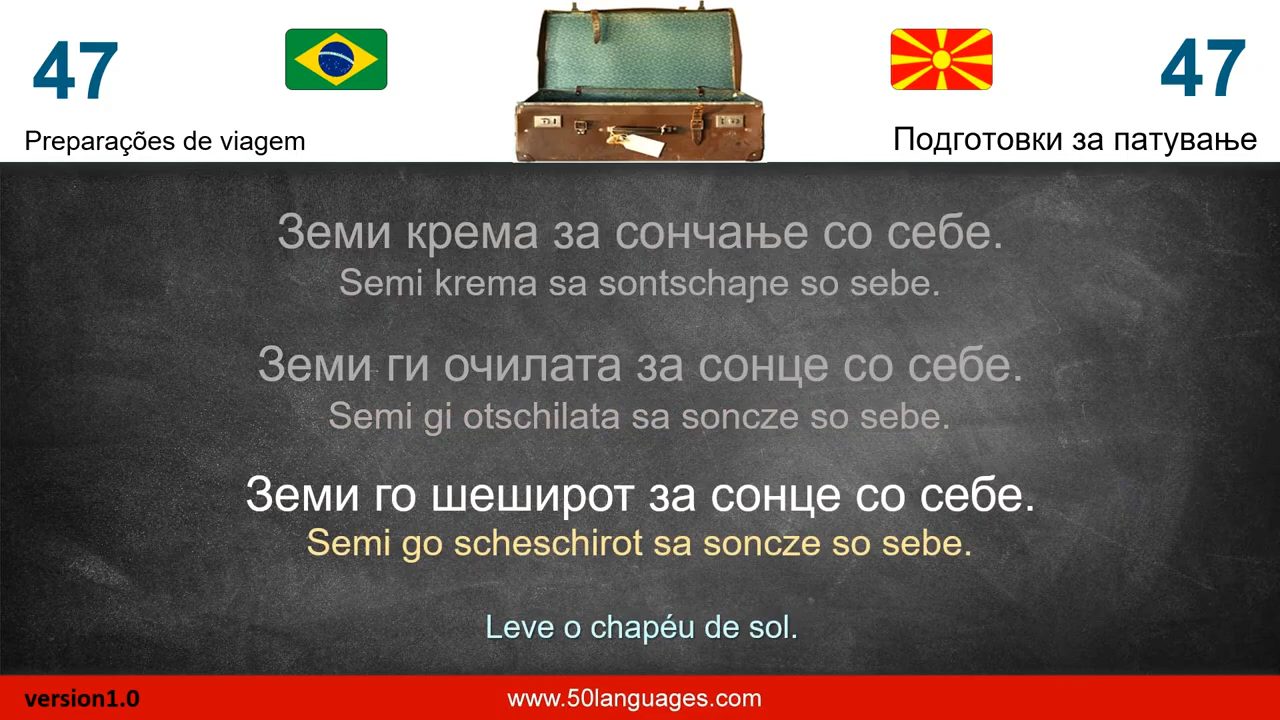 47
47
Preparações de viagem
Подготовки за патување
Земи крема за сончање со себе.
Semi krema sa sontschaɲe so sebe.
Земи ги очилата за сонце со себе.
Semi gi otschilata sa soncze so sebe.
Земи го шеширот за сонце со себе.
Semi go scheschirot sa soncze so sebe.
Leve o chapéu de sol.
version1.0
www.50languages.com